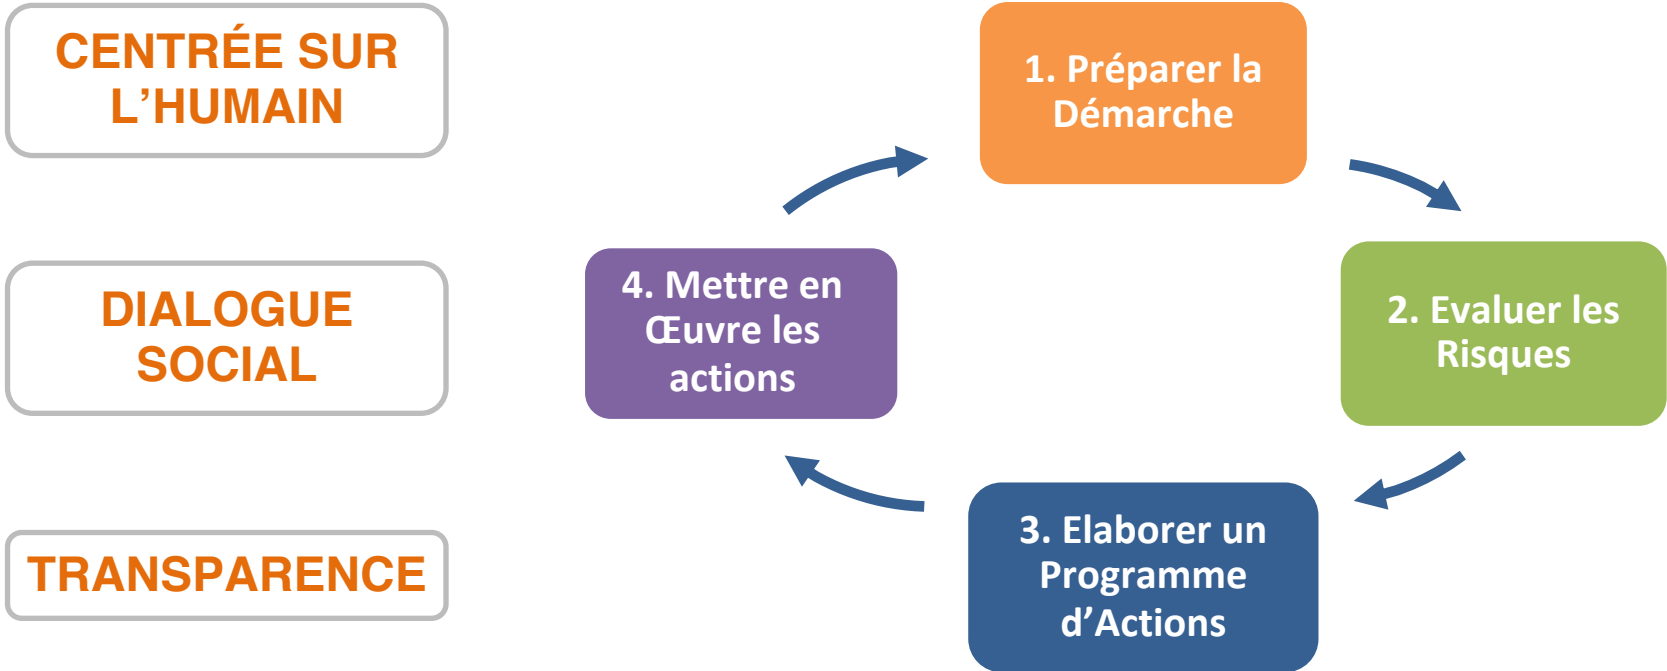 CENTRÉE SUR
L'HUMAIN
DIALOGUE
SOCIAL
TRANSPARENCE
1. Préparer la
Démarche
2. Evaluer les
Risques
3. Elaborer un
Programme
d'Actions
4. Mettre en
Œuvre les
actions